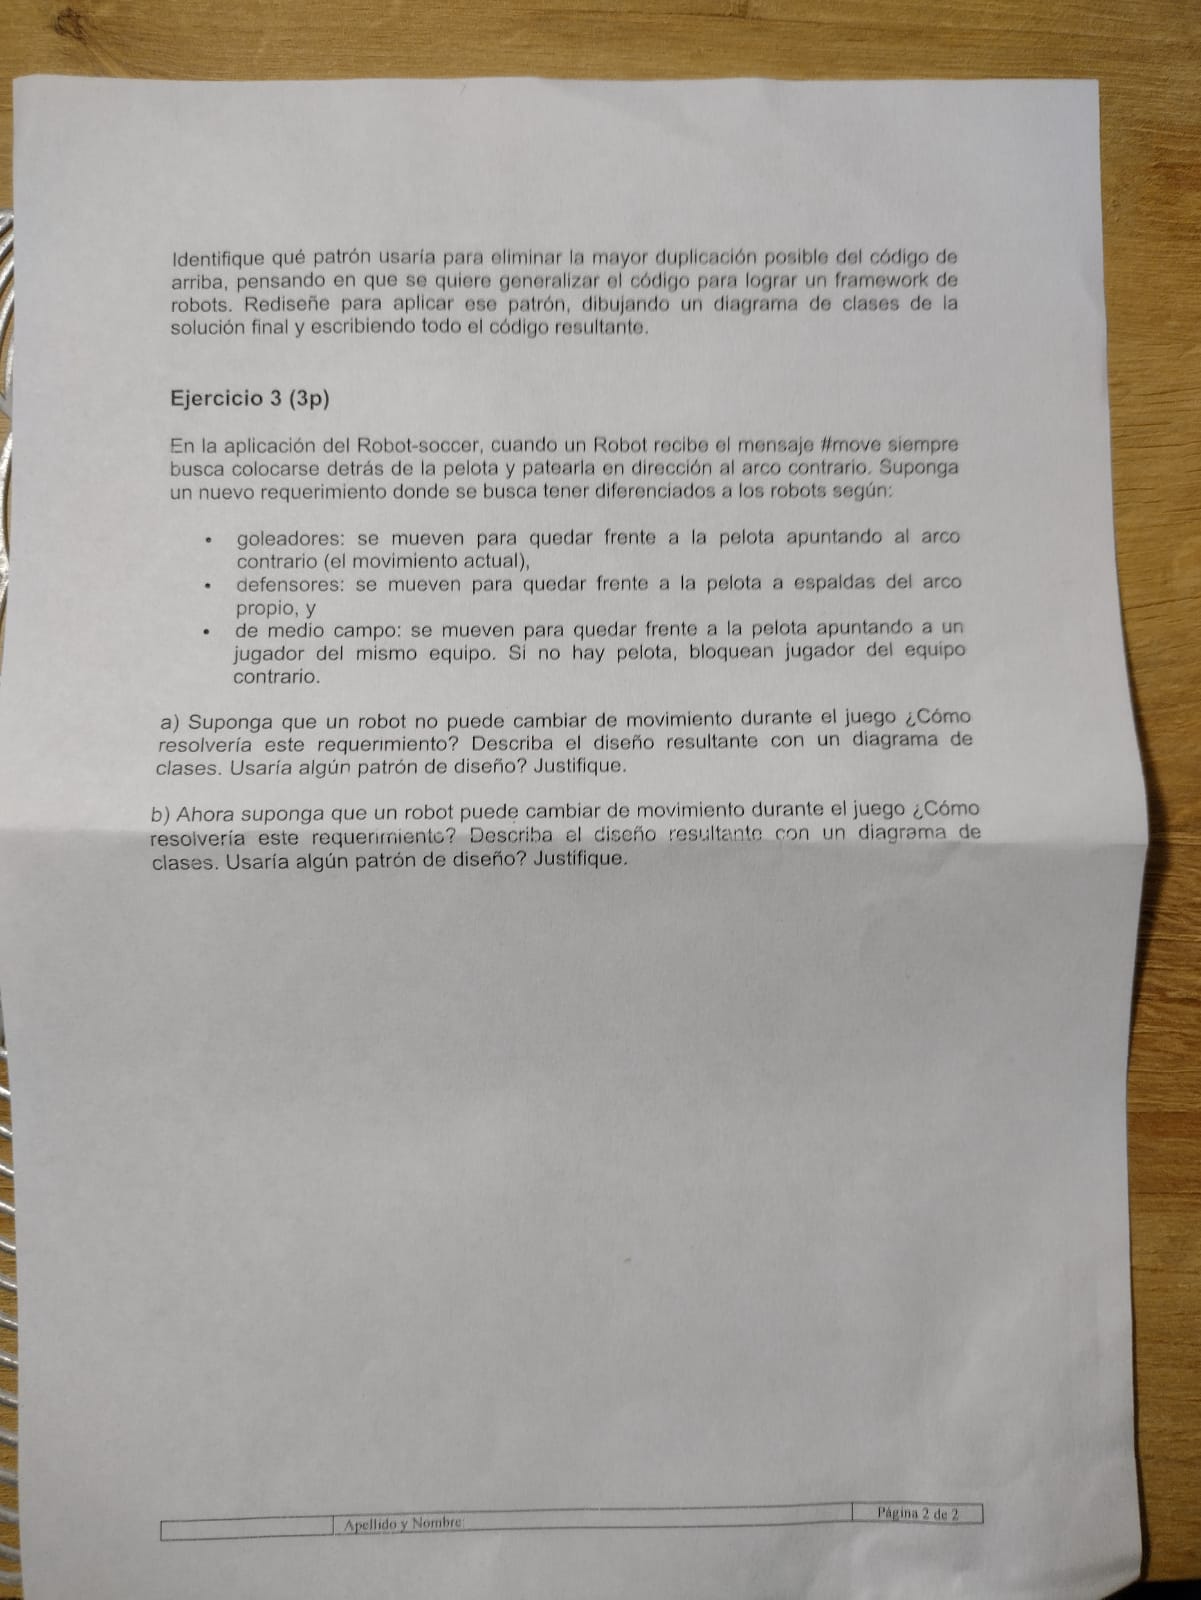 Identifique qué patrón usaría para eliminar la mayor duplicación posible del código de
arriba, pensando en que se quiere generalizar el código para lograr un framework de
robots. Rediseñe para aplicar ese patrón, dibujando un diagrama de clases de la
solución final y escribiendo todo el código resultante.
Ejercicio 3 (3p)
En la aplicación del Robot-soccer, cuando un Robot recibe el mensaje #move siempre
busca colocarse detrás de la pelota y patearla en dirección al arco contrario. Suponga
un nuevo requerimiento donde se busca tener diferenciados a los robots según:
• goleadores: se mueven para quedar frente a la pelota apuntando al arco
contrario (el movimiento actual),
• defensores: se mueven para quedar frente a la pelota a espaldas del arco
propio, y
• de medio campo: se mueven para quedar frente a la pelota apuntando a un
jugador del mismo equipo. Si no hay pelota, bloquean jugador del equipo
contrario.
a) Suponga que un robot no puede cambiar de movimiento durante el juego ¿Cómo
resolvería este requerimiento? Describa el diseño resultante con un diagrama de
clases. Usaría algún patrón de diseño? Justifique.
b) Ahora suponga que un robot puede cambiar de movimiento durante el juego ¿Cómo
resolvería este requerimiento? Describa el diseño resultante con un diagrama de
clases. Usaría algún patrón de diseño? Justifique.
Apellido y Nombre:
Página 2 de 2